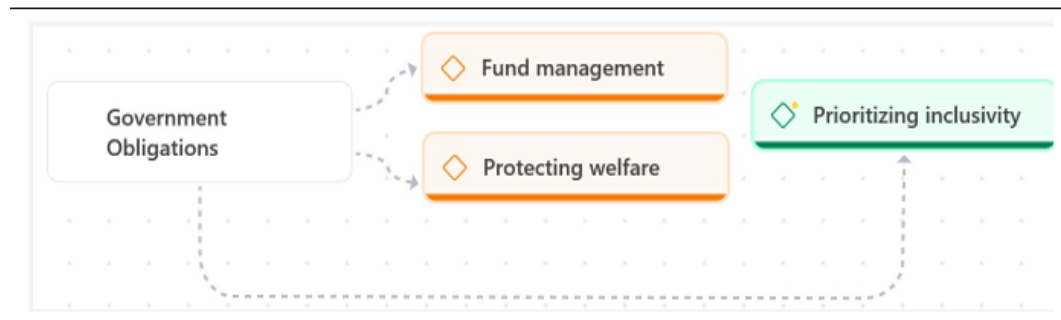 Government
Obligations
Fund management
Protecting welfare
Prioritizing inclusivity